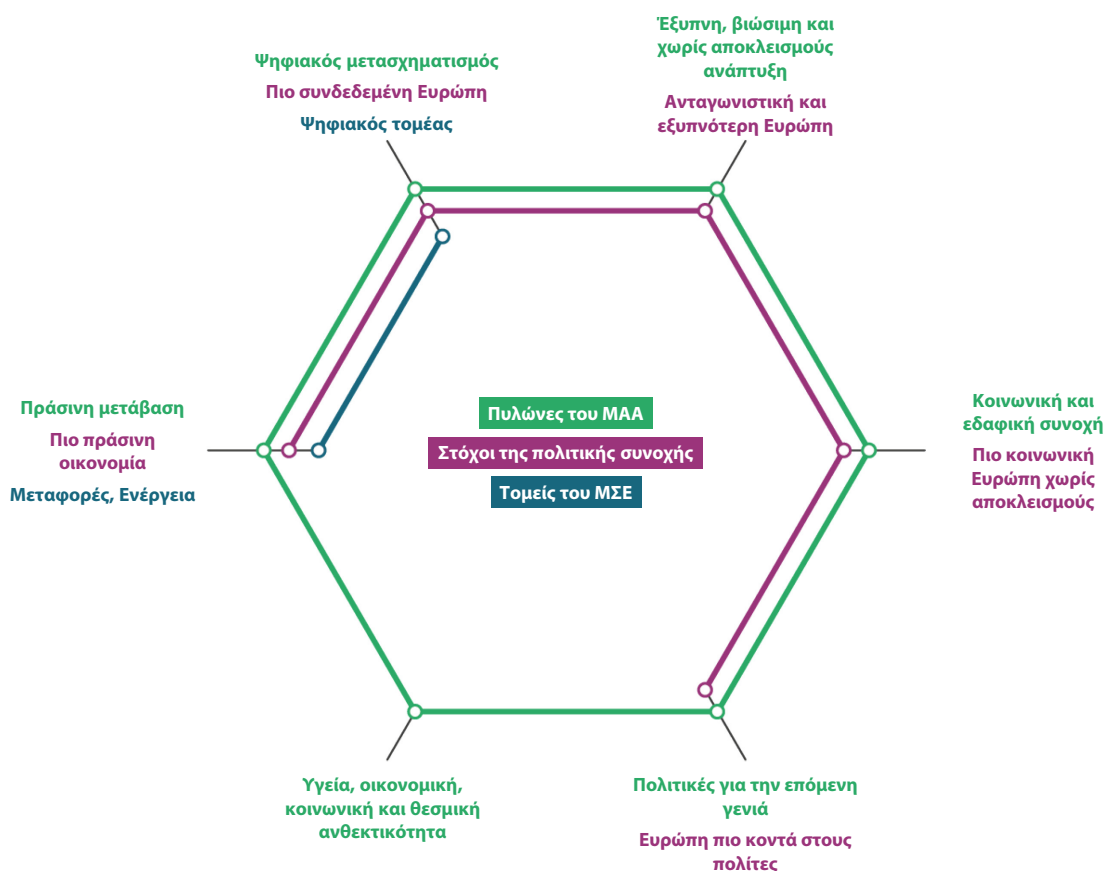 Έξυπνη, βιώσιμη και
χωρίς αποκλεισμούς
ανάπτυξη
Ανταγωνιστική και
εξυπνότερη Ευρώπη
Ψηφιακός μετασχηματισμός
Πιο συνδεδεμένη Ευρώπη
Ψηφιακός τομέας
Πράσινη μετάβαση
Πιο πράσινη
οικονομία
Μεταφορές, Ενέργεια
Πυλώνες του ΜΑΑ
Στόχοι της πολιτικής συνοχής
Τομείς του ΜΣΕ
Κοινωνική και
εδαφική συνοχή
Πιο κοινωνική
Ευρώπη χωρίς
αποκλεισμούς
Υγεία, οικονομική,
κοινωνική και θεσμική
ανθεκτικότητα
Πολιτικές για την επόμενη
γενιά
Ευρώπη πιο κοντά στους
πολίτες